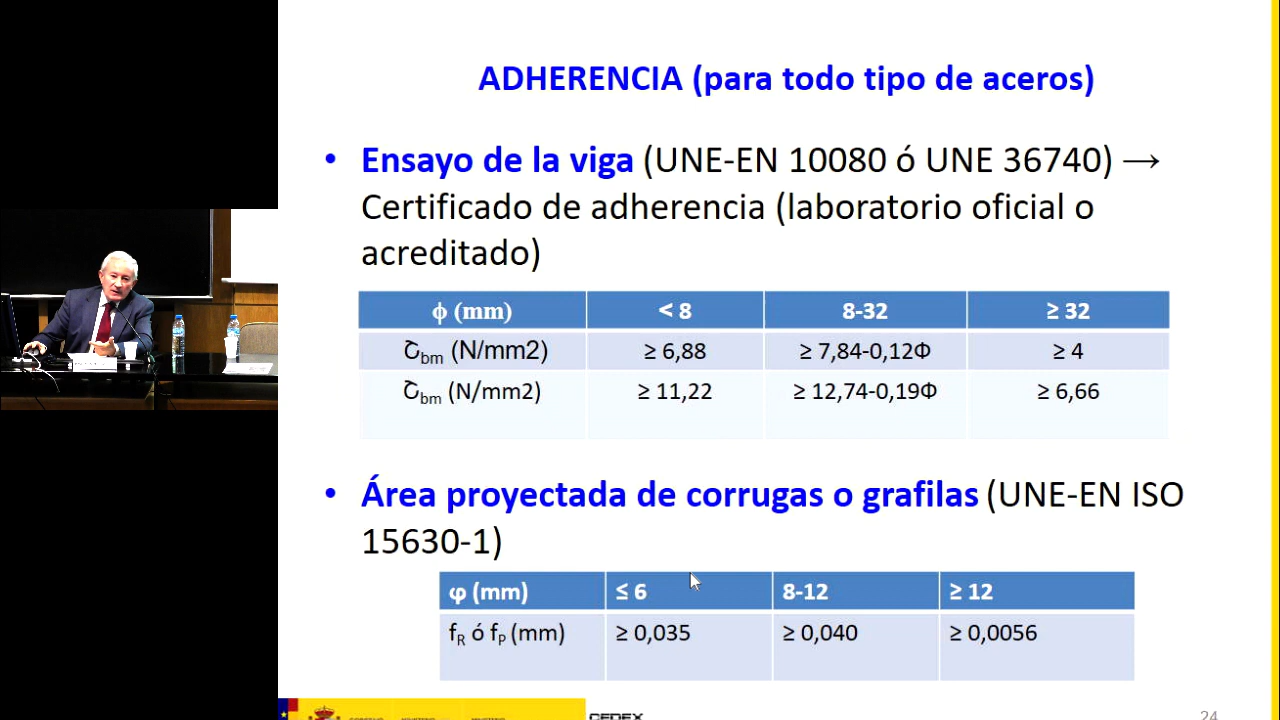 ADHERENCIA (para todo tipo de aceros)
• Ensayo de la viga (UNE-EN 10080 ó UNE 36740) →
Certificado de adherencia (laboratorio oficial o
acreditado)
ϕ (mm) < 8 8-32 ≥ 32
Ꞇbm (N/mm2) ≥ 6,88 ≥ 7,84-0,12Φ ≥ 4
Ꞇbm (N/mm2) ≥ 11,22 ≥ 12,74-0,19Φ ≥ 6,66
• Área proyectada de corrugas o grafilas (UNE-EN ISO
15630-1)
φ (mm) ≤ 6 8-12 ≥ 12
fR ó fP (mm) ≥ 0,035 ≥ 0,040 ≥ 0,0056
CEDEX
24